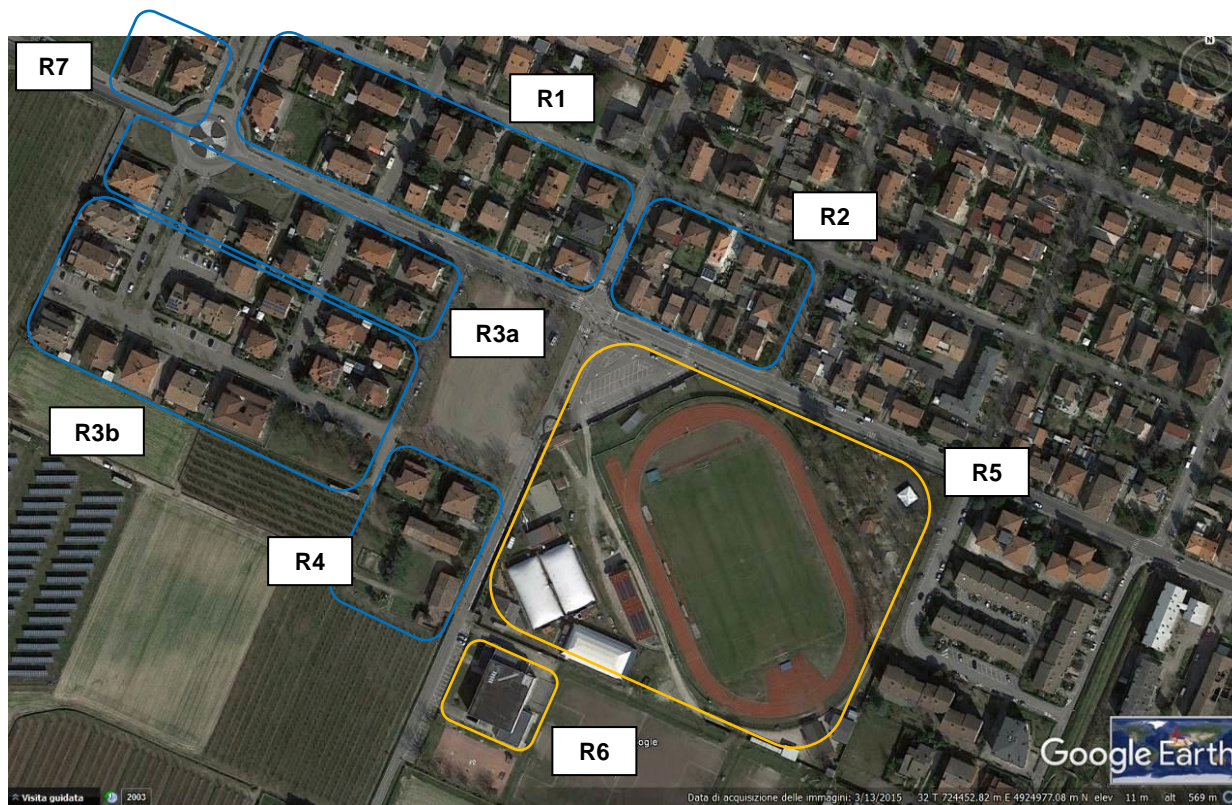 N
R7
R1
R2
R3a
R3b
R5
R4
R6
ogle
Google Earth
Visita guidata
2003
Data di acquisizione delle immagini: 3/13/2015 32 T 724452.82 m E 4924977.08 m N elev 11 m alt 569 m